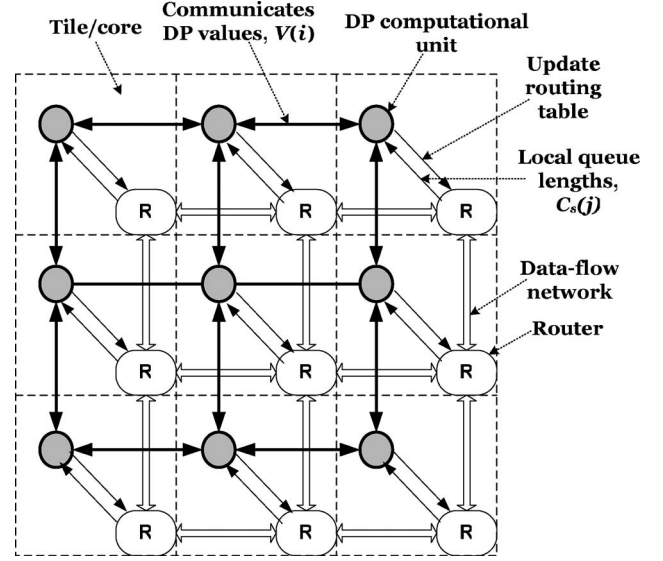 Communicates
DP values, V(i)
Tile/core
DP computational
unit
Update
routing
table
Local queue
lengths,
Cs(j)
R
R
R
Data-flow
network
Router
R
R
R
R
R
R